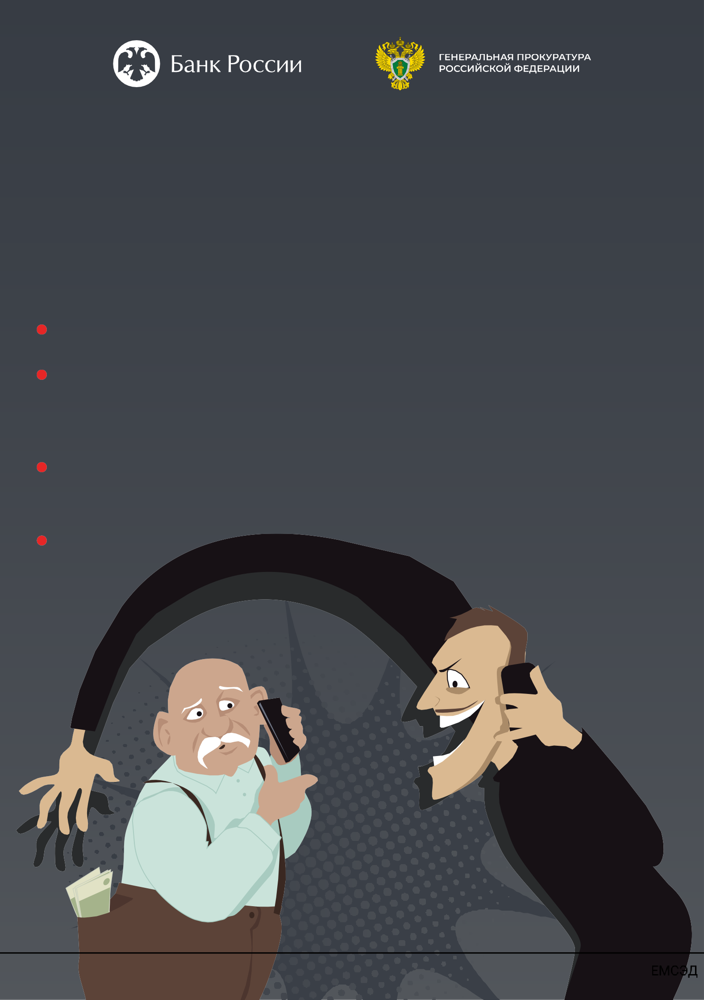 Банк России
ГЕНЕРАЛЬНАЯ ПРОКУРАТУРА
РОССИЙСКОЙ ФЕДЕРАЦИИ
ЕМСЭД